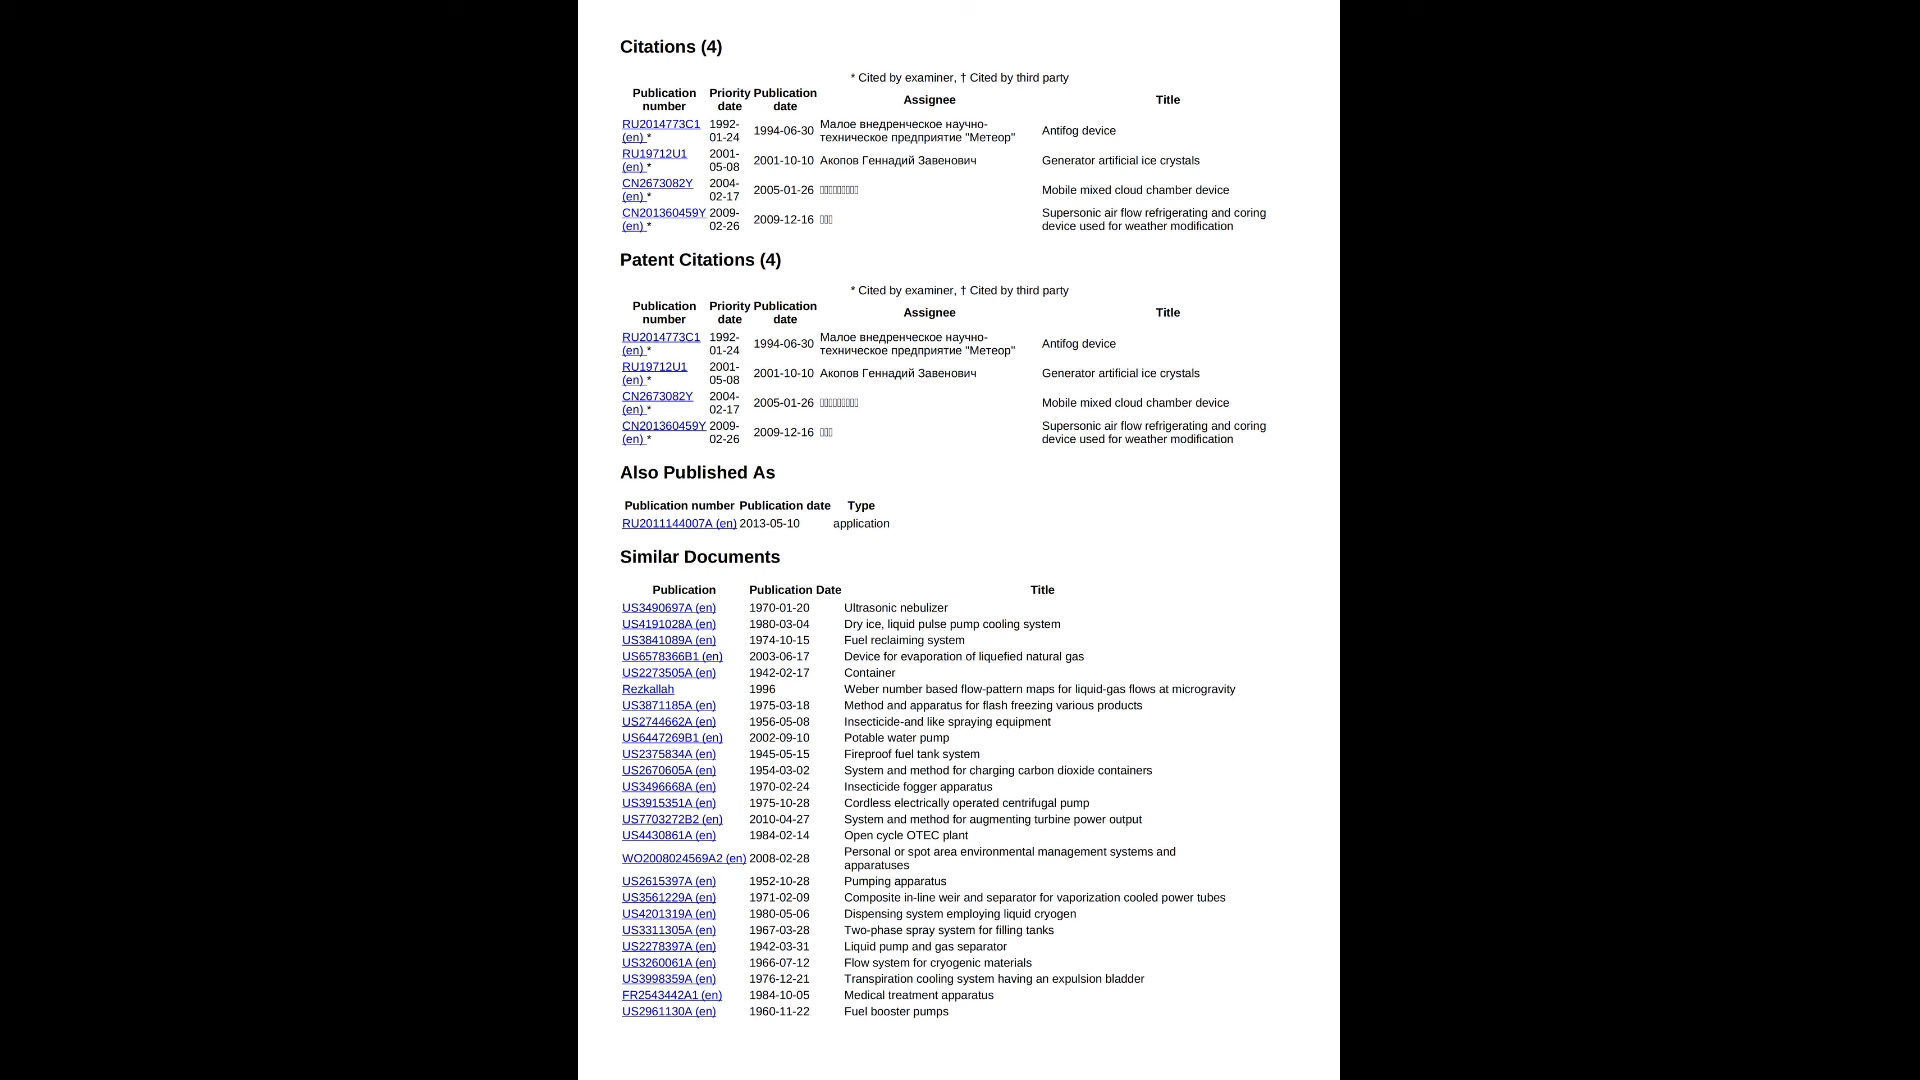 Citations (4)
* Cited by examiner, † Cited by third party
Publication number Priority date Publication date Assignee Title
RU2014773C1 (en) * 1992-01-24 1994-06-30 Малое внедренческое научно-техническое предприятие "Метеор" Antifog device
RU19712U1 (en) * 2001-05-08 2001-10-10 Акопов Геннадий Завенович Generator artificial ice crystals
CN2673082Y (en) * 2004-02-17 2005-01-26 Mobile mixed cloud chamber device
CN201360459Y (en) * 2009-02-26 2009-12-16 Supersonic air flow refrigerating and coring device used for weather modification
Patent Citations (4)
* Cited by examiner, † Cited by third party
Publication number Priority date Publication date Assignee Title
RU2014773C1 (en) * 1992-01-24 1994-06-30 Малое внедренческое научно-техническое предприятие "Метеор" Antifog device
RU19712U1 (en) * 2001-05-08 2001-10-10 Акопов Геннадий Завенович Generator artificial ice crystals
CN2673082Y (en) * 2004-02-17 2005-01-26 Mobile mixed cloud chamber device
CN201360459Y (en) * 2009-02-26 2009-12-16 Supersonic air flow refrigerating and coring device used for weather modification
Also Published As
Publication number Publication date Type
RU2011144007A (en) 2013-05-10 application
Similar Documents
Publication Publication Date Title
US3490697A (en) 1970-01-20 Ultrasonic nebulizer
US4191028A (en) 1980-03-04 Dry ice, liquid pulse pump cooling system
US3841089A (en) 1974-10-15 Fuel reclaiming system
US6578366B1 (en) 2003-06-17 Device for evaporation of liquefied natural gas
US2273505A (en) 1942-02-17 Container
Rezkallah 1996 Weber number based flow-pattern maps for liquid-gas flows at microgravity
US3871185A (en) 1975-03-18 Method and apparatus for flash freezing various products
US2744662A (en) 1956-05-08 Insecticide-and like spraying equipment
US6447269B1 (en) 2002-09-10 Potable water pump
US2375834A (en) 1945-05-15 Fireproof fuel tank system
US2670605A (en) 1954-03-02 System and method for charging carbon dioxide containers
US3496668A (en) 1970-02-24 Insecticide fogger apparatus
US3915351A (en) 1975-10-28 Cordless electrically operated centrifugal pump
US7703272B2 (en) 2010-04-27 System and method for augmenting turbine power output
US4430861A (en) 1984-02-14 Open cycle OTEC plant
WO2008024569A2 (en) 2008-02-28 Personal or spot area environmental management systems and apparatuses
US2615397A (en) 1952-10-28 Pumping apparatus
US3561229A (en) 1971-02-09 Composite in-line weir and separator for vaporization cooled power tubes
US4201319A (en) 1980-05-06 Dispensing system employing liquid cryogen
US3311305A (en) 1967-03-28 Two-phase spray system for filling tanks
US2278397A (en) 1942-03-31 Liquid pump and gas separator
US3260061A (en) 1966-07-12 Flow system for cryogenic materials
US3998359A (en) 1976-12-21 Transpiration cooling system having an expulsion bladder
FR2543442A1 (en) 1984-10-05 Medical treatment apparatus
US2961130A (en) 1960-11-22 Fuel booster pumps